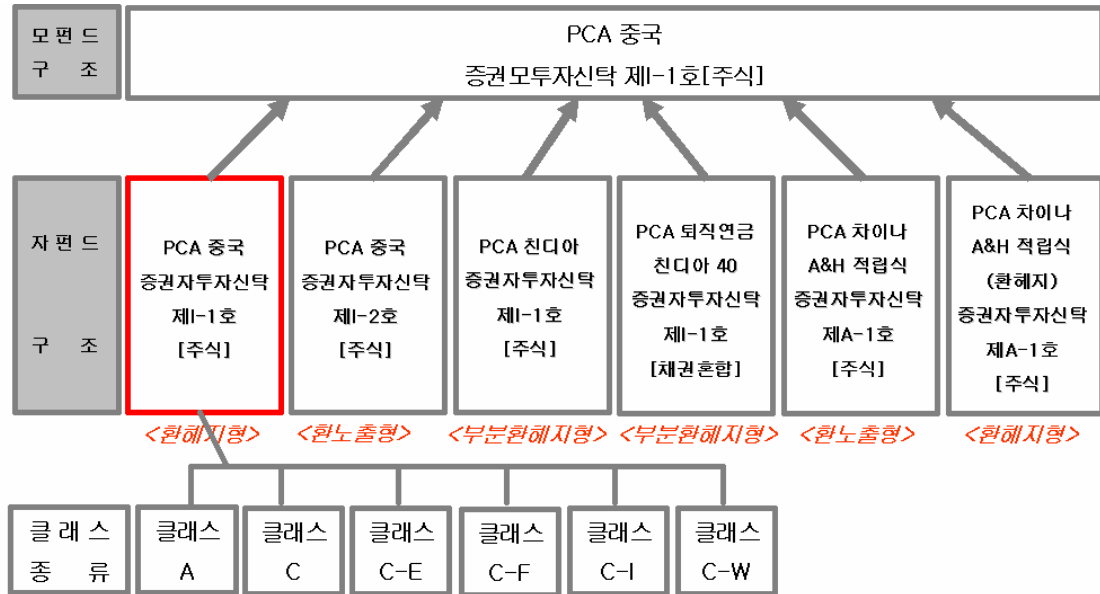 모 펀 드
구 조
PCA 중국
증권모투자신탁 제I-1호[주식]
자 펀 드
구 조
PCA 중국
증권자투자신탁
제I-1호
[주식]
PCA 중국
증권자투자신탁
제I-2호
[주식]
PCA 친디아
증권자투자신탁
제I-1호
[주식]
PCA 퇴직연금
친디아 40
증권자투자신탁
제I-1호
[채권혼합]
PCA 차이나
A&H 적립식
증권자투자신탁
제A-1호
[주식]
PCA 차이나
A&H 적립식
(환헤지)
증권자투자신탁
제A-1호
[주식]
<환헤지형>
<환노출형>
<부분환헤지형>
<부분환헤지형>
<환노출형>
<환헤지형>
클 래 스
종 류
클래스
A
클래스
C
클래스
C-E
클래스
C-F
클래스
C-I
클래스
C-W